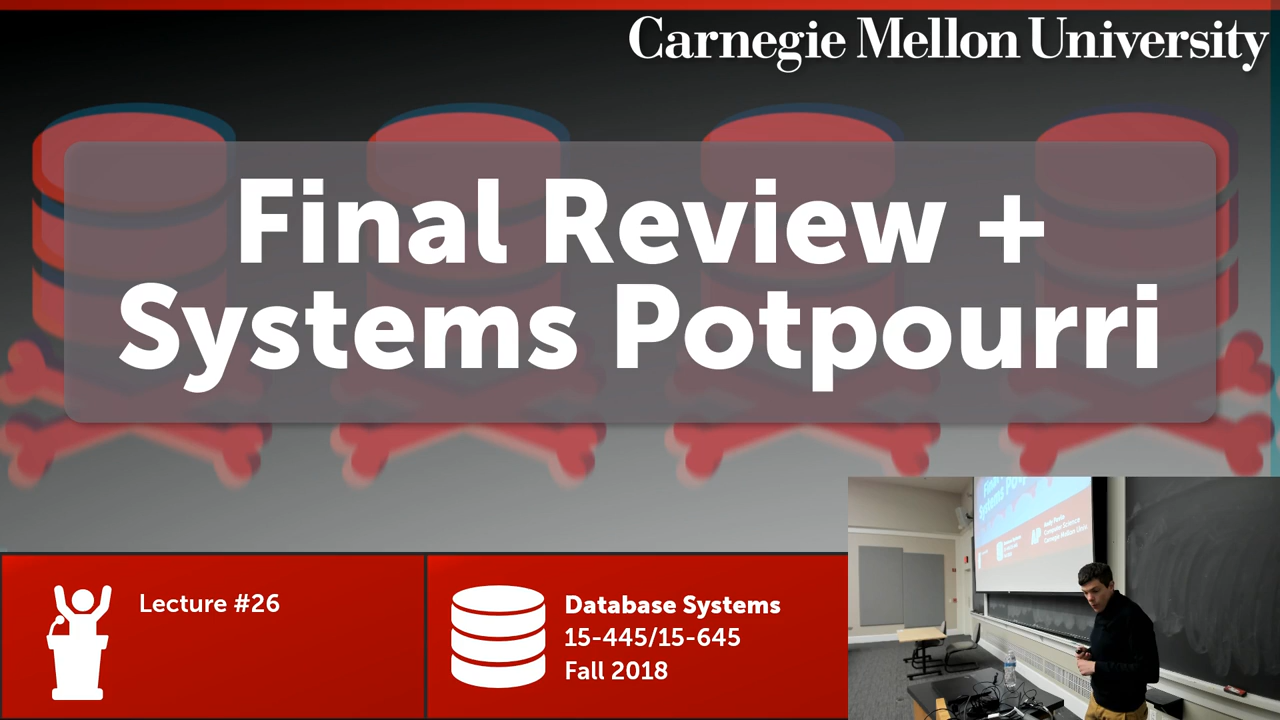 Carnegie Mellon University
Final Review +
Systems Potpourri
Lecture #26
Database Systems
15-445/15-645
Fall 2018